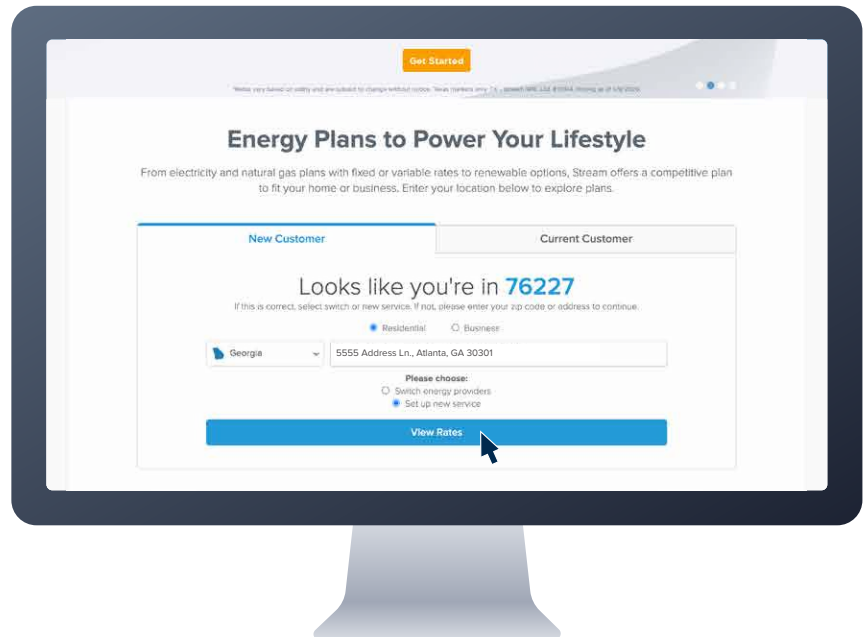 Get Started
Energy Plans to Power Your Lifestyle
From electricity and natural gas plans with fixed or variable rates to renewable options, Stream offers a competitive plan
to fit your home or business. Enter your location below to explore plans.
New Customer
Current Customer
Looks like you're in 76227
If this is correct, select switch or new service. If not, please enter your zip code or address to continue.
Residential Business
Georgia 5555 Address Ln., Atlanta, GA 30301
Please choose:
Switch energy providers
Set up new service
View Rates